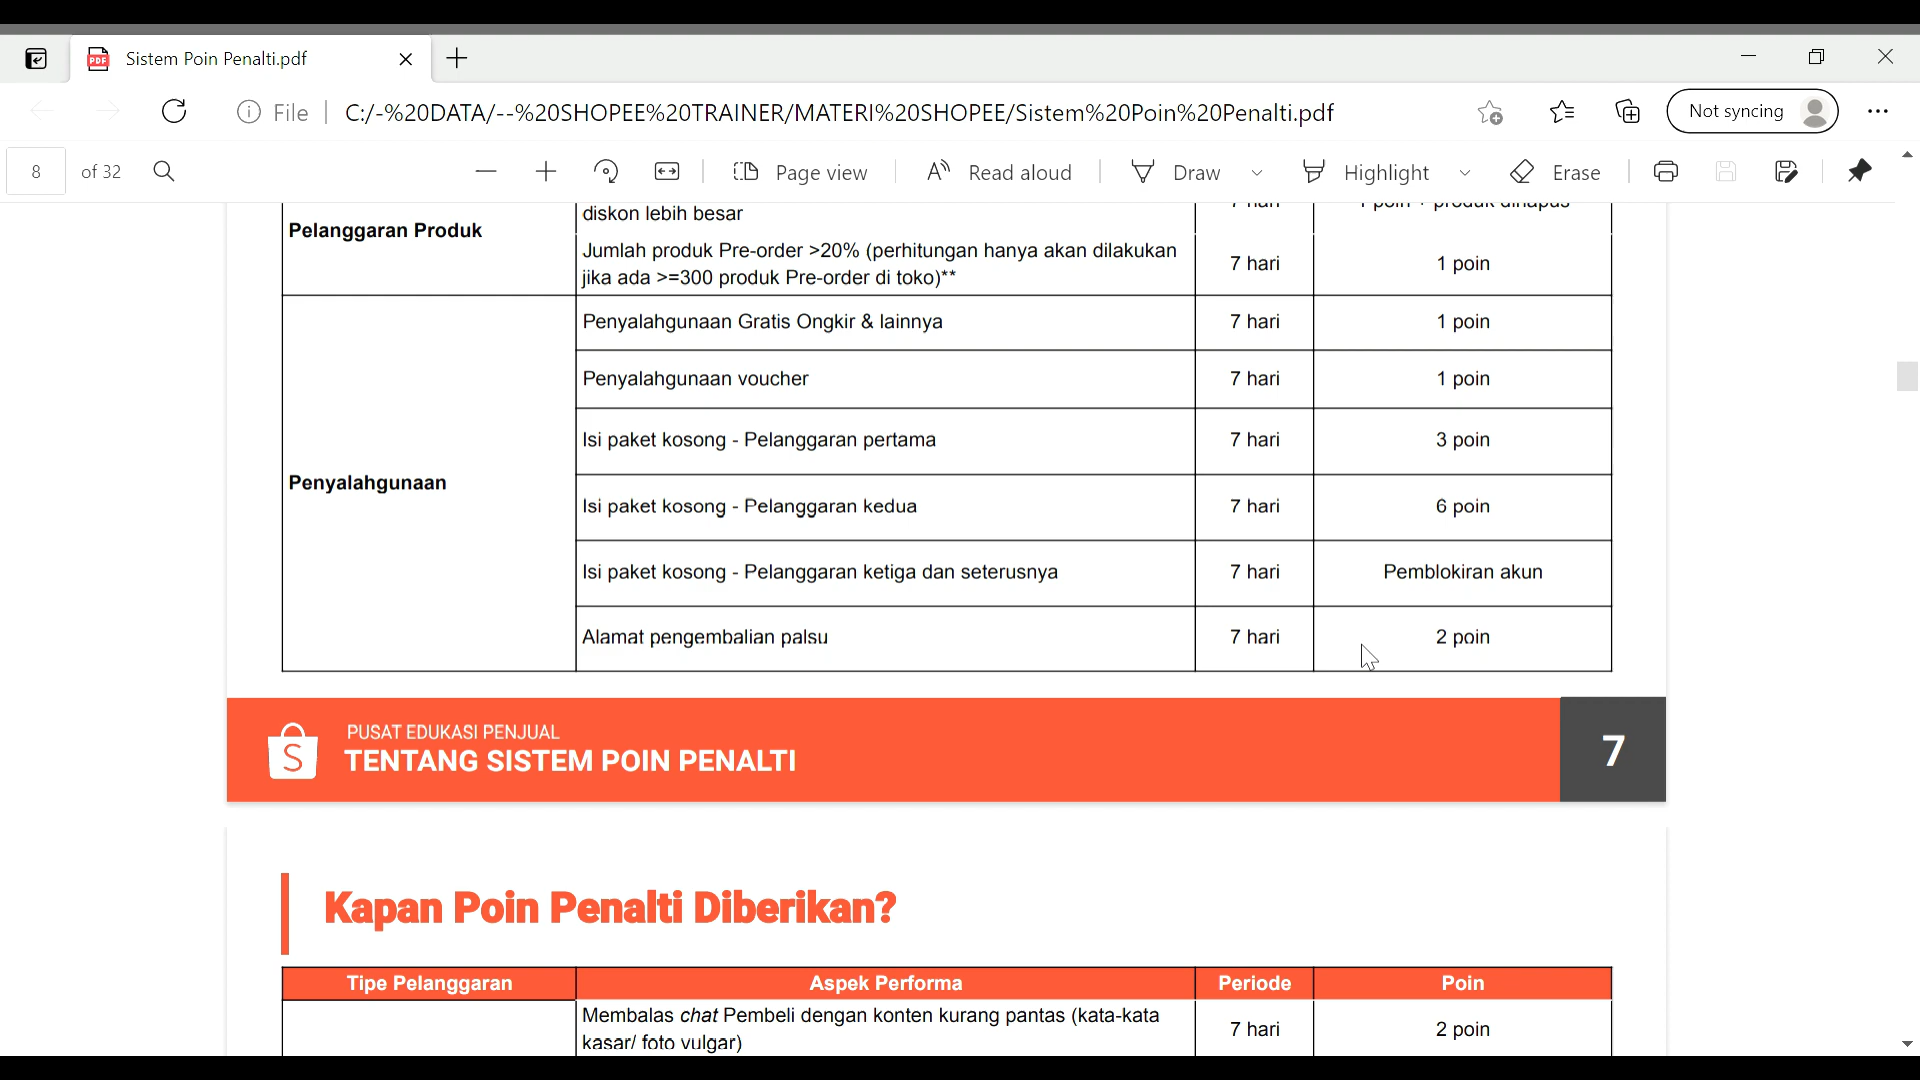 Sistem Poin Penalti.pdf
File
C:/-%20DATA/--%20SHOPEE%20TRAINER/MATERI%20SHOPEE/Sistem%20Poin%20Penalti.pdf
Not syncing
8 of 32
Page view
Read aloud
Draw
Highlight
Erase
Pelanggaran Produk
diskon lebih besar
7 hari
1 poin + produk dihapus
Jumlah produk Pre-order >20% (perhitungan hanya akan dilakukan
jika ada >=300 produk Pre-order di toko)**
7 hari
1 poin
Penyalahgunaan
Penyalahgunaan Gratis Ongkir & lainnya
7 hari
1 poin
Penyalahgunaan voucher
7 hari
1 poin
Isi paket kosong - Pelanggaran pertama
7 hari
3 poin
Isi paket kosong - Pelanggaran kedua
7 hari
6 poin
Isi paket kosong - Pelanggaran ketiga dan seterusnya
7 hari
Pemblokiran akun
Alamat pengembalian palsu
7 hari
2 poin
PUSAT EDUKASI PENJUAL
TENTANG SISTEM POIN PENALTI
7
Kapan Poin Penalti Diberikan?
Tipe Pelanggaran
Aspek Performa
Periode
Poin
Membalas chat Pembeli dengan konten kurang pantas (kata-kata
kasar/ foto vulgar)
7 hari
2 poin